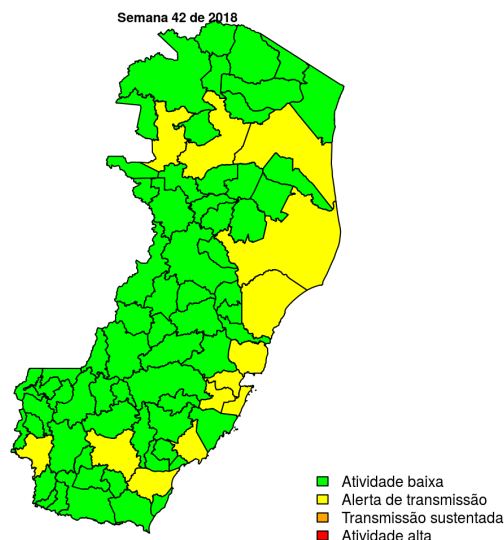 Semana 42 de 2018
Atividade baixa
Alerta de transmissão
Transmissão sustentada
Atividade alta